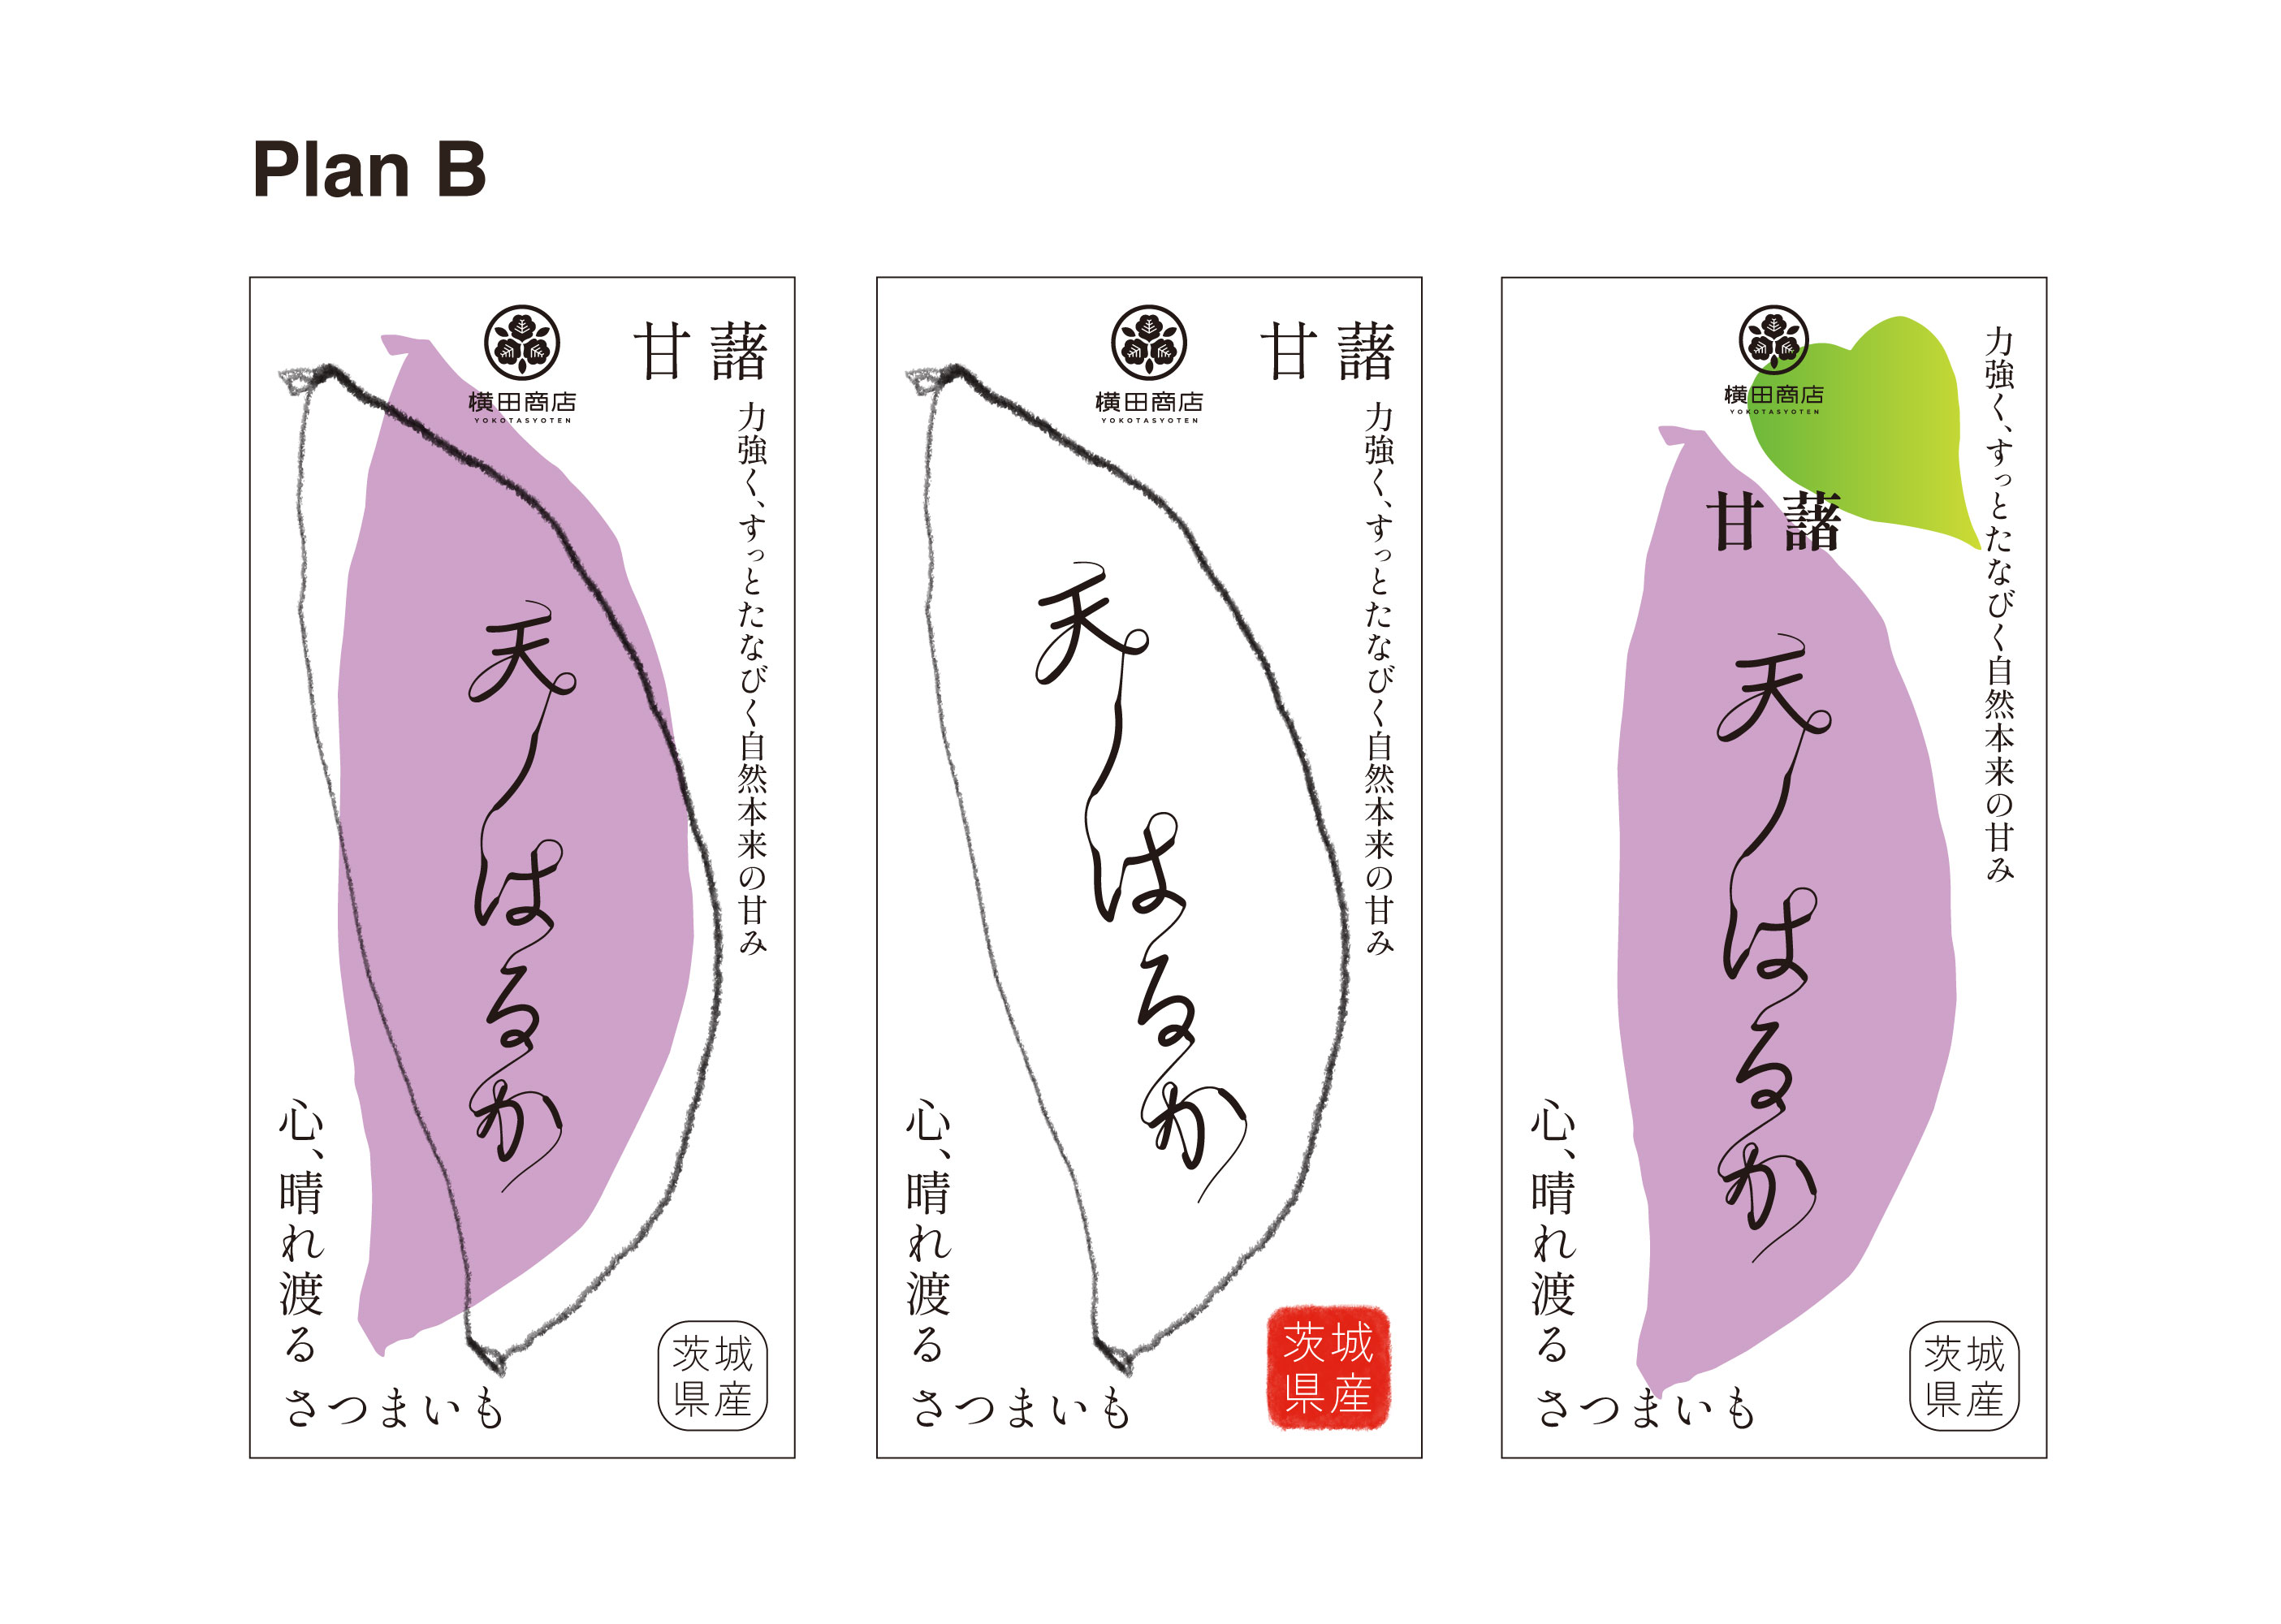 Plan B
横田商店
YOKOTASYOTEN
甘藷
力強く、すっとたなびく自然本来の甘み
天ノはるか
心、晴れ渡る
さつまいも
茨城
県産
横田商店
YOKOTASYOTEN
甘藷
力強く、すっとたなびく自然本来の甘み
天ノはるか
心、晴れ渡る
さつまいも
茨城
県産
横田商店
YOKOTASYOTEN
力強く、すっとたなびく自然本来の甘み
甘藷
天ノはるか
心、晴れ渡る
さつまいも
茨城
県産